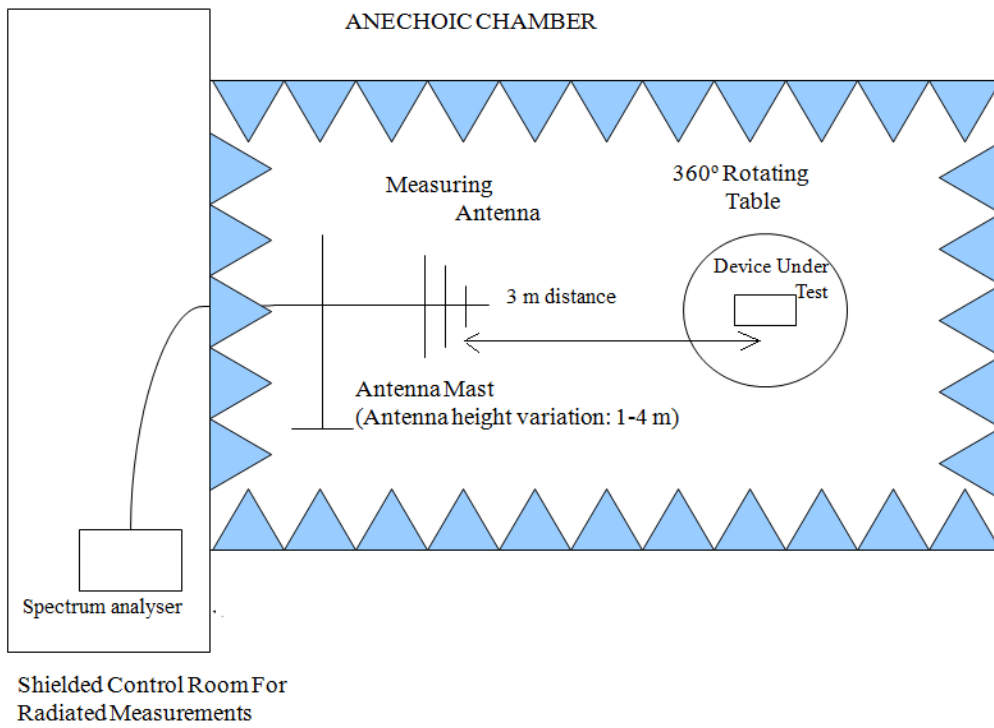 ANECHOIC CHAMBER
Measuring
Antenna
360° Rotating
Table
Device Under
Test
3 m distance
Antenna Mast
(Antenna height variation: 1-4 m)
Spectrum analyser
Shielded Control Room For
Radiated Measurements